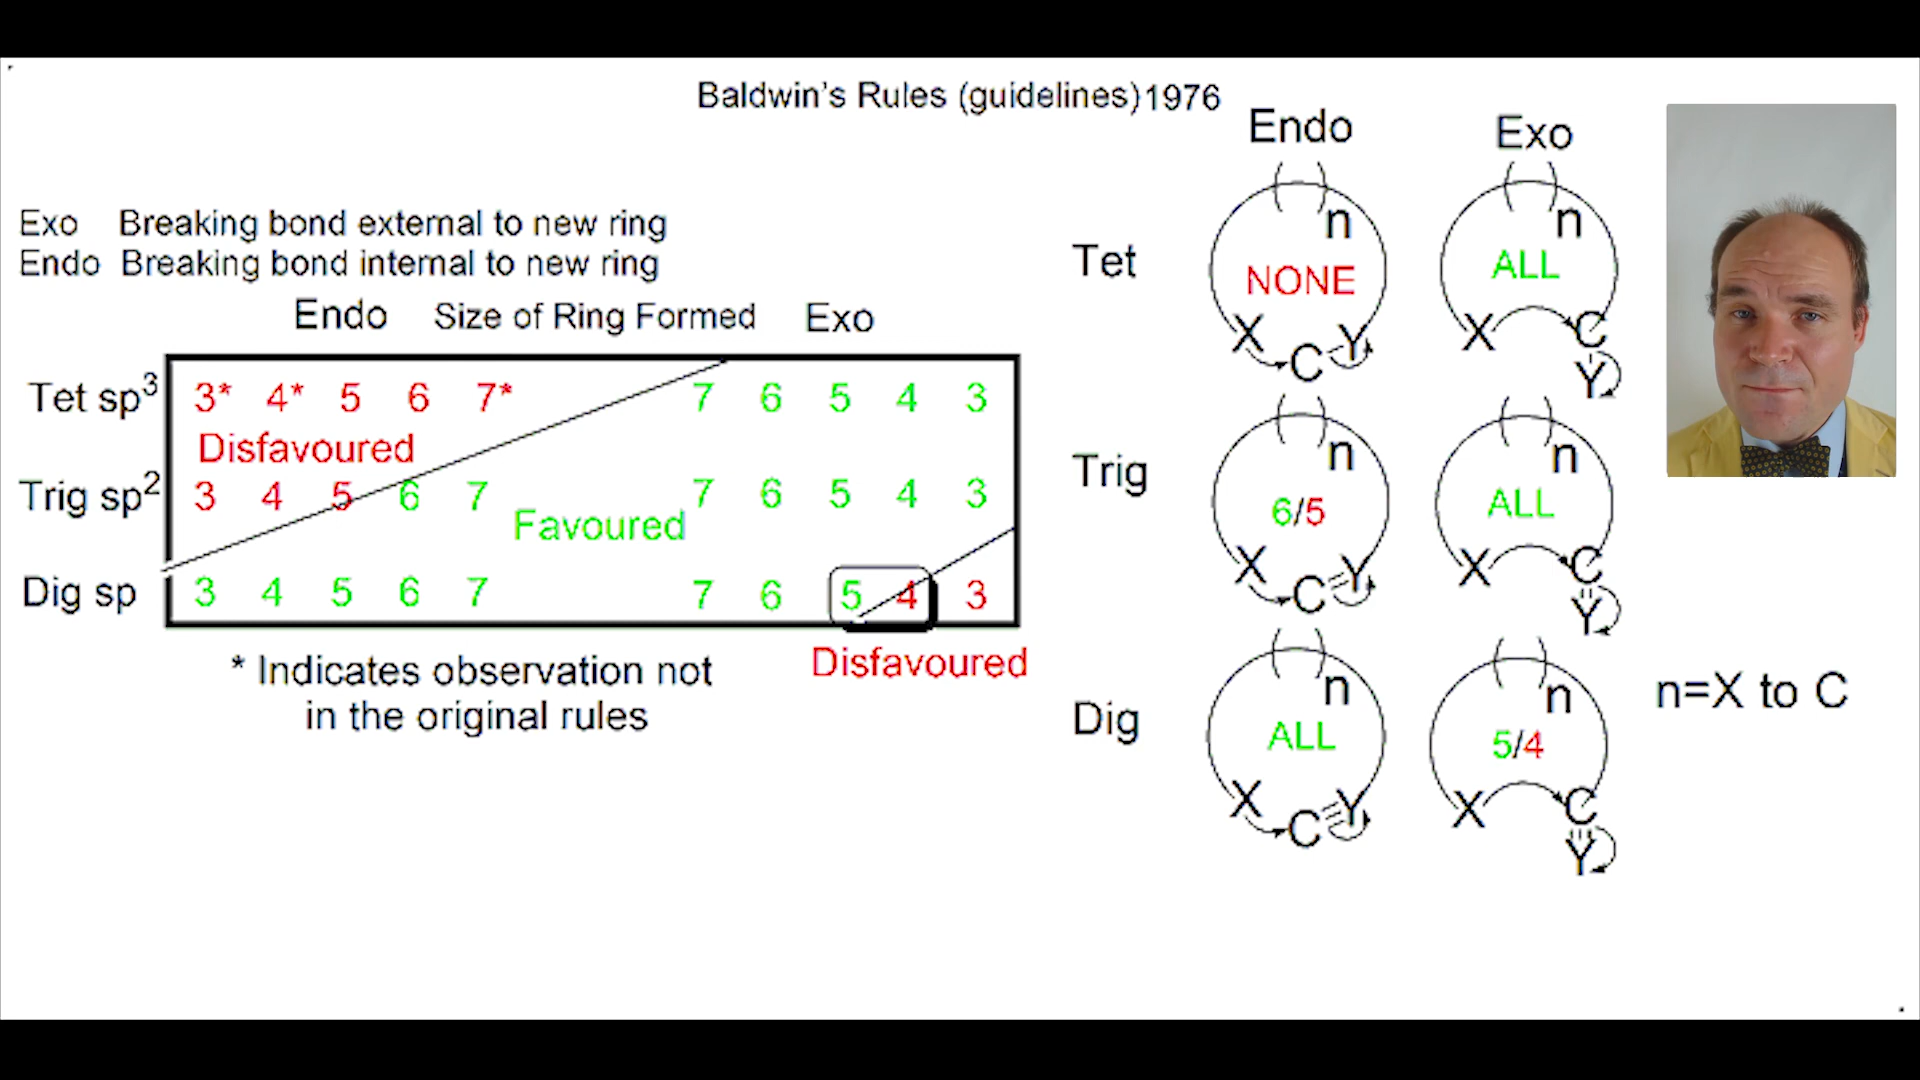 Baldwin's Rules (guidelines)1976
Exo Breaking bond external to new ring
Endo Breaking bond internal to new ring
Endo Size of Ring Formed Exo
Tet sp3 3* 4* 5 6 7* 7 6 5 4 3
Disfavoured
Trig sp2 3 4 5 6 7 7 6 5 4 3
Favoured
Dig sp 3 4 5 6 7 7 6 5 4 3
Disfavoured
* Indicates observation not
in the original rules
Endo Exo
( )n ( )n
Tet NONE ALL
X C Y X C
Y
( )n ( )n
Trig 6/5 ALL
X C=Y X C
=
Y
( )n ( )n
Dig ALL 5/4
X C≡Y X C
≡
Y
n=X to C